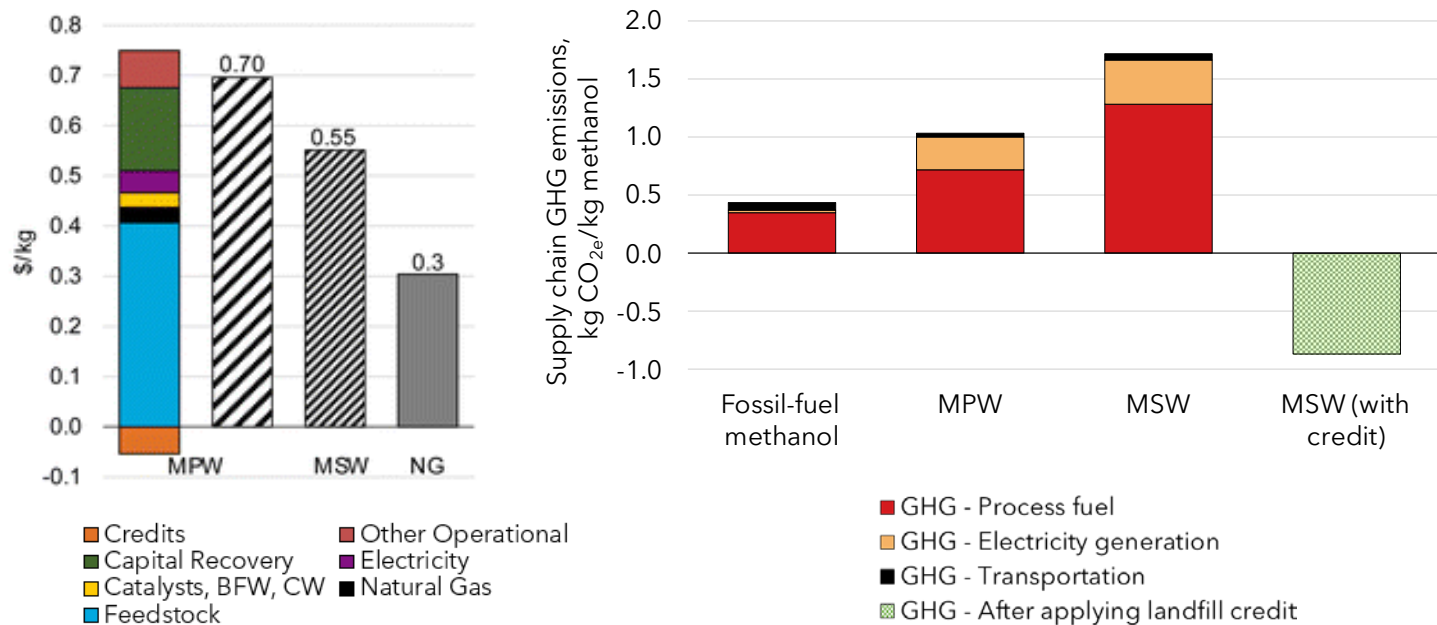 0.8
0.7
0.6
0.5
0.4
0.3
0.2
0.1
0.0
-0.1
$/kg
0.70
0.55
0.3
MPW
MSW
NG
Credits
Other Operational
Capital Recovery
Electricity
Catalysts, BFW, CW
Natural Gas
Feedstock
Supply chain GHG emissions,
kg CO2e/kg methanol
2.0
1.5
1.0
0.5
0.0
-0.5
-1.0
Fossil-fuel
methanol
MPW
MSW
MSW (with
credit)
GHG - Process fuel
GHG - Electricity generation
GHG - Transportation
GHG - After applying landfill credit